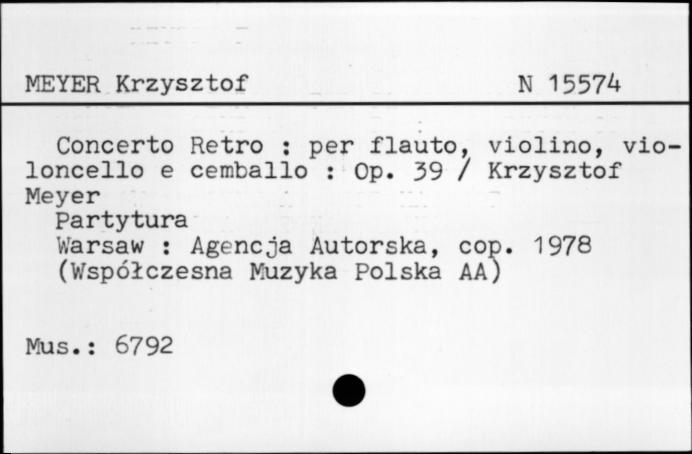 MEYER Krzysztof N 15574
Concerto Retro : per flauto, violino, vio-
loncello e cemballo : Op. 39 / Krzysztof
Meyer
Partytura
Warsaw : Agencja Autorska, cop. 1978
(Współczesna Muzyka Polska AA)
Mus.: 6792